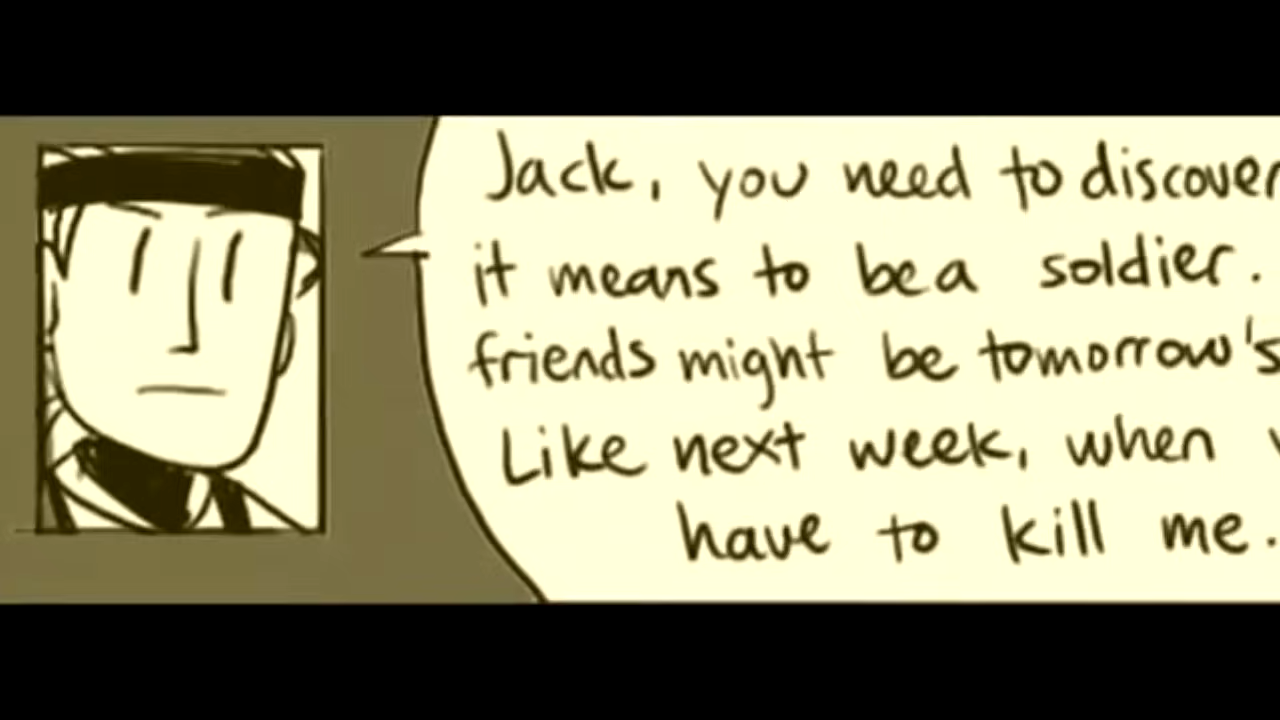 Jack, you need to discover
it means to be a soldier.
friends might be tomorrow's
Like next week, when
have to kill me.